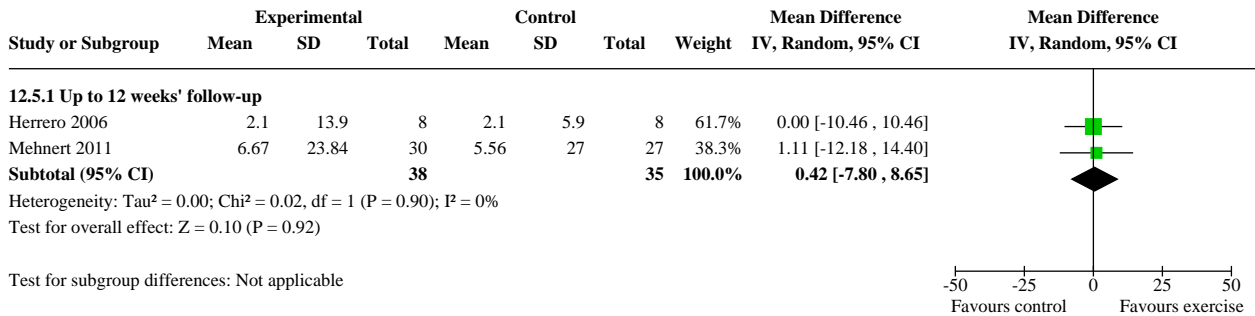 Experimental Control Mean Difference Mean Difference
Study or Subgroup Mean SD Total Mean SD Total Weight IV, Random, 95% CI IV, Random, 95% CI
12.5.1 Up to 12 weeks' follow-up
Herrero 2006 2.1 13.9 8 2.1 5.9 8 61.7% 0.00 [-10.46 , 10.46]
Mehnert 2011 6.67 23.84 30 5.56 27 27 38.3% 1.11 [-12.18 , 14.40]
Subtotal (95% CI) 38 35 100.0% 0.42 [-7.80 , 8.65]
Heterogeneity: Tau² = 0.00; Chi² = 0.02, df = 1 (P = 0.90); I² = 0%
Test for overall effect: Z = 0.10 (P = 0.92)
Test for subgroup differences: Not applicable
-50 -25 0 25 50
Favours control Favours exercise